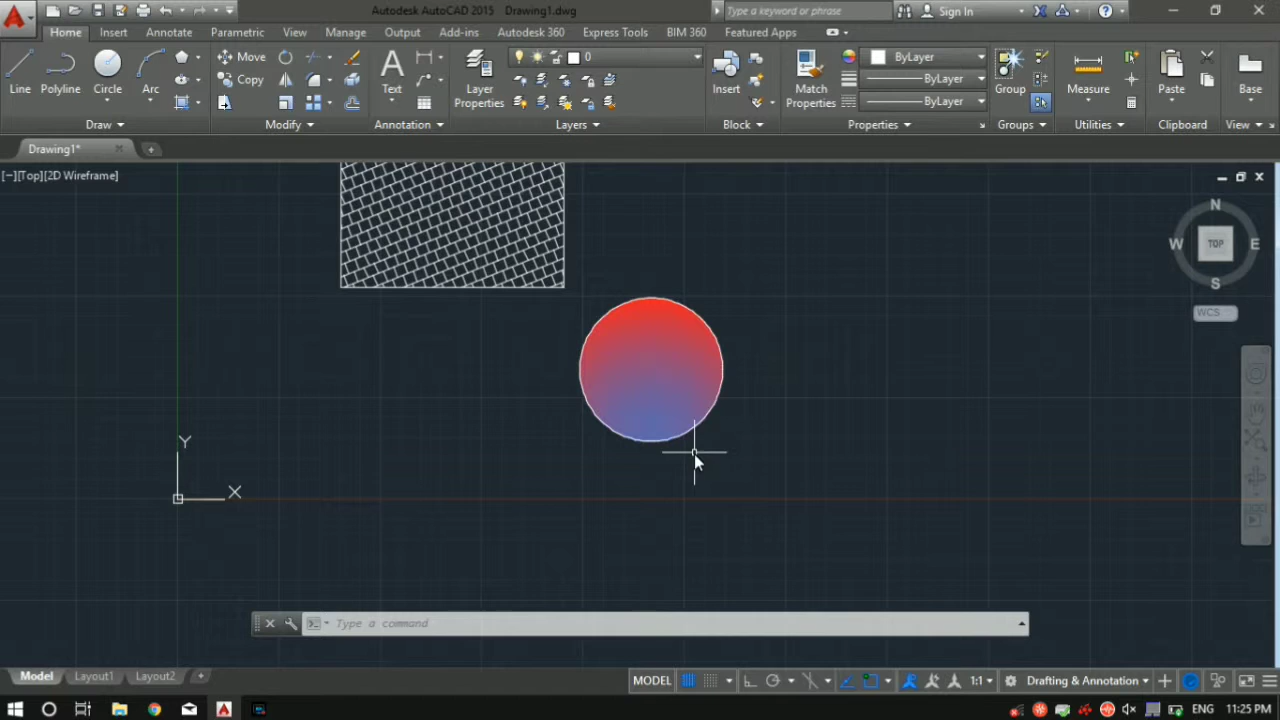 Autodesk AutoCAD 2015 Drawing1.dwg
Type a keyword or phrase
Sign In
Home Insert Annotate Parametric View Manage Output Add-ins Autodesk 360 Express Tools BIM 360 Featured Apps
Line Polyline Circle Arc
Move
Copy
Text
Layer Properties
0
Insert
Match Properties
ByLayer
ByLayer
ByLayer
Group
Measure
Paste
Base
Draw Modify Annotation Layers Block Properties Groups Utilities Clipboard View
Drawing1*
[−][Top][2D Wireframe]
N
W TOP E
S
WCS
Y
X
Type a command
Model Layout1 Layout2
MODEL 1:1 Drafting & Annotation
ENG 11:25 PM